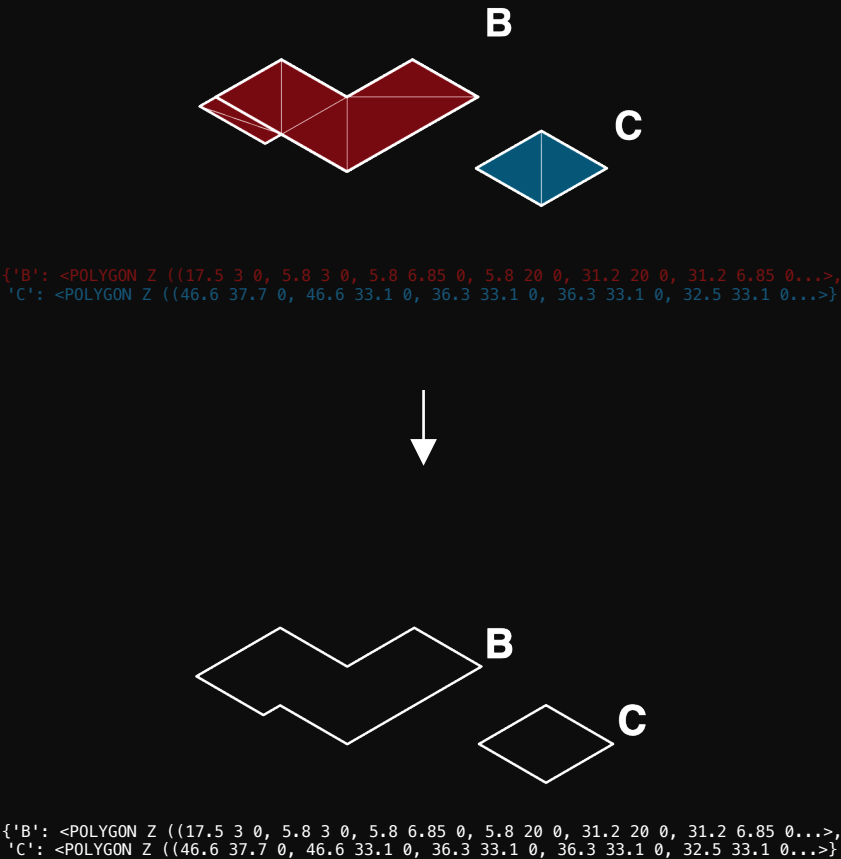 B
C
{'B': <POLYGON Z ((17.5 3 0, 5.8 3 0, 5.8 6.85 0, 5.8 20 0, 31.2 20 0, 31.2 6.85 0...>,
'C': <POLYGON Z ((46.6 37.7 0, 46.6 33.1 0, 36.3 33.1 0, 36.3 33.1 0, 32.5 33.1 0...>}
B
C
{'B': <POLYGON Z ((17.5 3 0, 5.8 3 0, 5.8 6.85 0, 5.8 20 0, 31.2 20 0, 31.2 6.85 0...>,
'C': <POLYGON Z ((46.6 37.7 0, 46.6 33.1 0, 36.3 33.1 0, 36.3 33.1 0, 32.5 33.1 0...>}